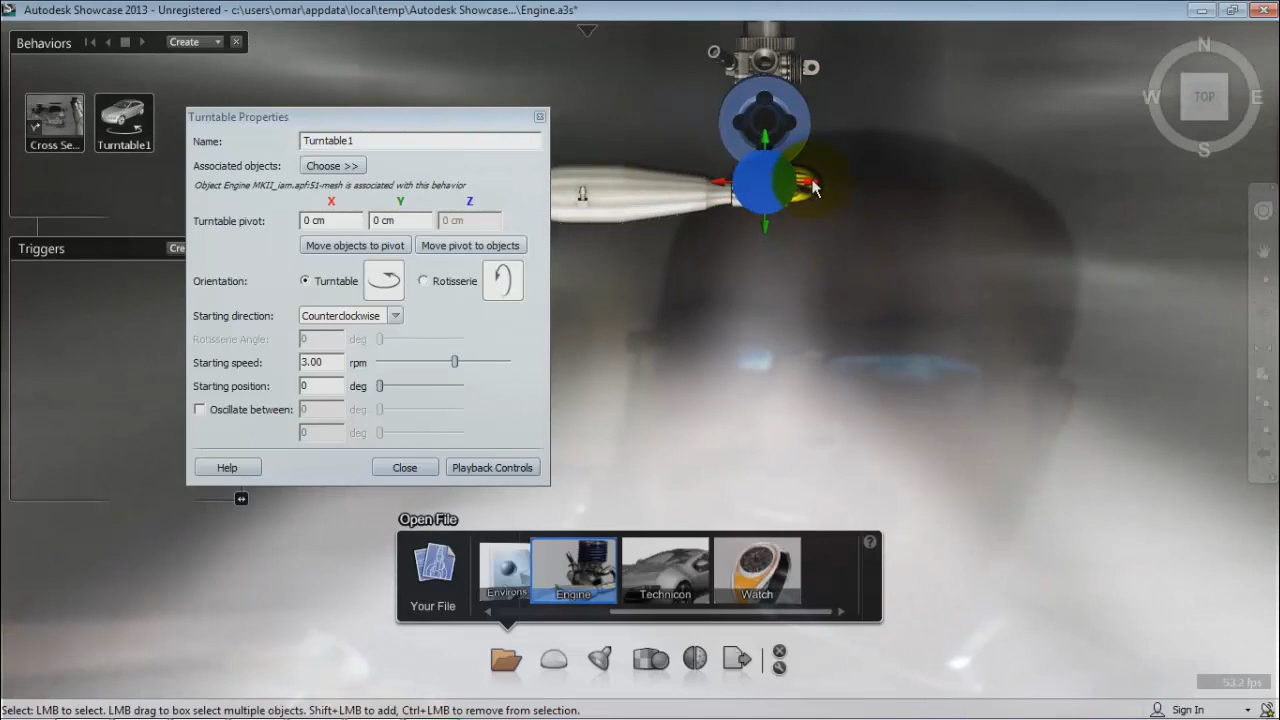 Autodesk Showcase 2013 - Unregistered - c:\users\omar\appdata\local\temp\Autodesk Showcase...\Engine.a3s*
Behaviors
Create
Cross Se...
Turntable1
Triggers
Cre
Turntable Properties
Name:
Turntable1
Associated objects:
Choose >>
Object Engine MKII_iam.apf:S1-mesh is associated with this behavior
X Y Z
Turntable pivot:
0 cm
0 cm
0 cm
Move objects to pivot
Move pivot to objects
Orientation:
Turntable
Rotisserie
Starting direction:
Counterclockwise
Rotisserie Angle:
0
deg
Starting speed:
3.00
rpm
Starting position:
0
deg
Oscillate between:
0
deg
0
deg
Help
Close
Playback Controls
N
W
TOP
E
S
Open File
Your File
Environs
Engine
Technicon
Watch
?
53.2 fps
Select: LMB to select. LMB drag to box select multiple objects. Shift+LMB to add, Ctrl+LMB to remove from selection.
Sign In